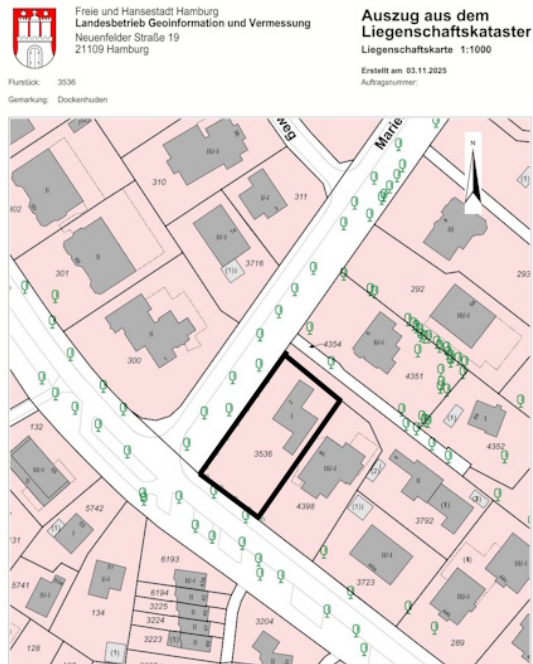 Freie und Hansestadt Hamburg
Landesbetrieb Geoinformation und Vermessung
Neuenfelder Straße 19
21109 Hamburg
Auszug aus dem
Liegenschaftskataster
Liegenschaftskarte 1:1000
Erstellt am 03.11.2025
Auftragsnummer:
Flurstück: 3536
Gemarkung: Dockenhuden
weg
Marie
N
310
311
3716
301
300
292
293
4354
4351
4352
3536
4398
3792
3723
289
132
5742
134
5741
128
6193
6194
3225
3224
3223
3204